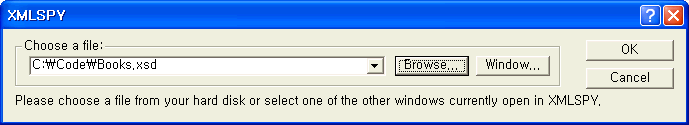 XMLSPY
Choose a file:
C:₩Code₩Books.xsd
Browse...
Window...
OK
Cancel
Please choose a file from your hard disk or select one of the other windows currently open in XMLSPY.